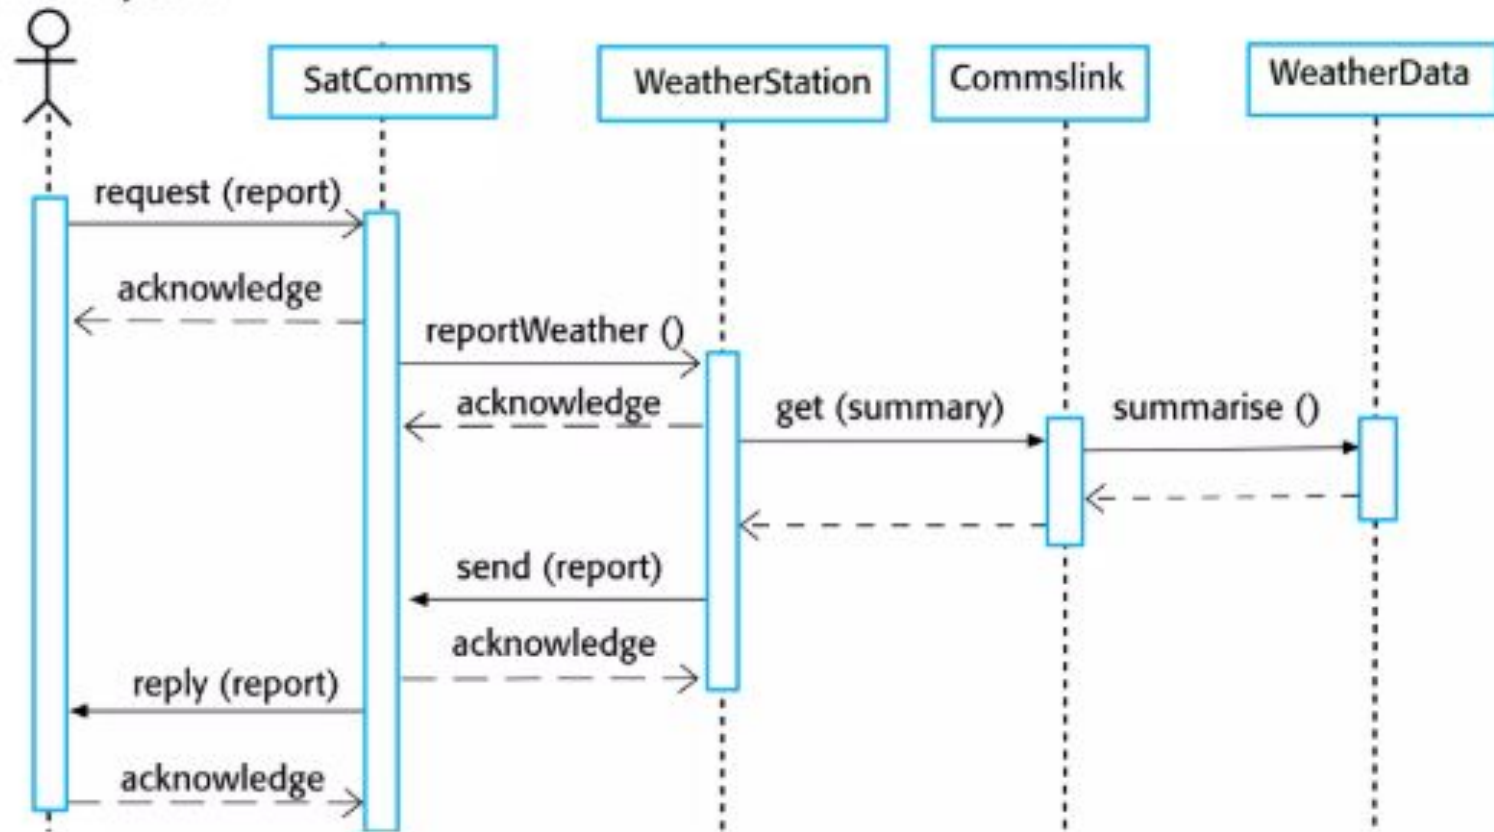 SatComms
WeatherStation
Commslink
WeatherData
request (report)
acknowledge
reportWeather ()
acknowledge
get (summary)
summarise ()
send (report)
acknowledge
reply (report)
acknowledge